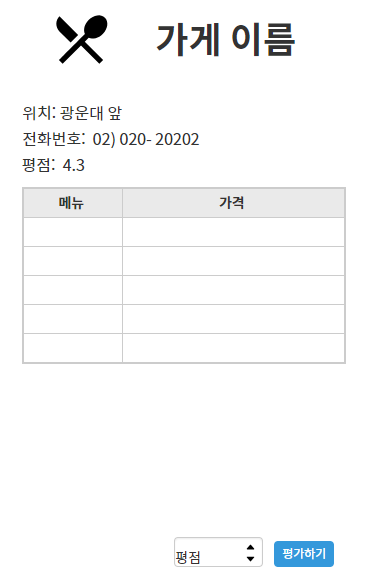 가게 이름
위치: 광운대 앞
전화번호: 02) 020- 20202
평점: 4.3
메뉴 가격
평점 평가하기